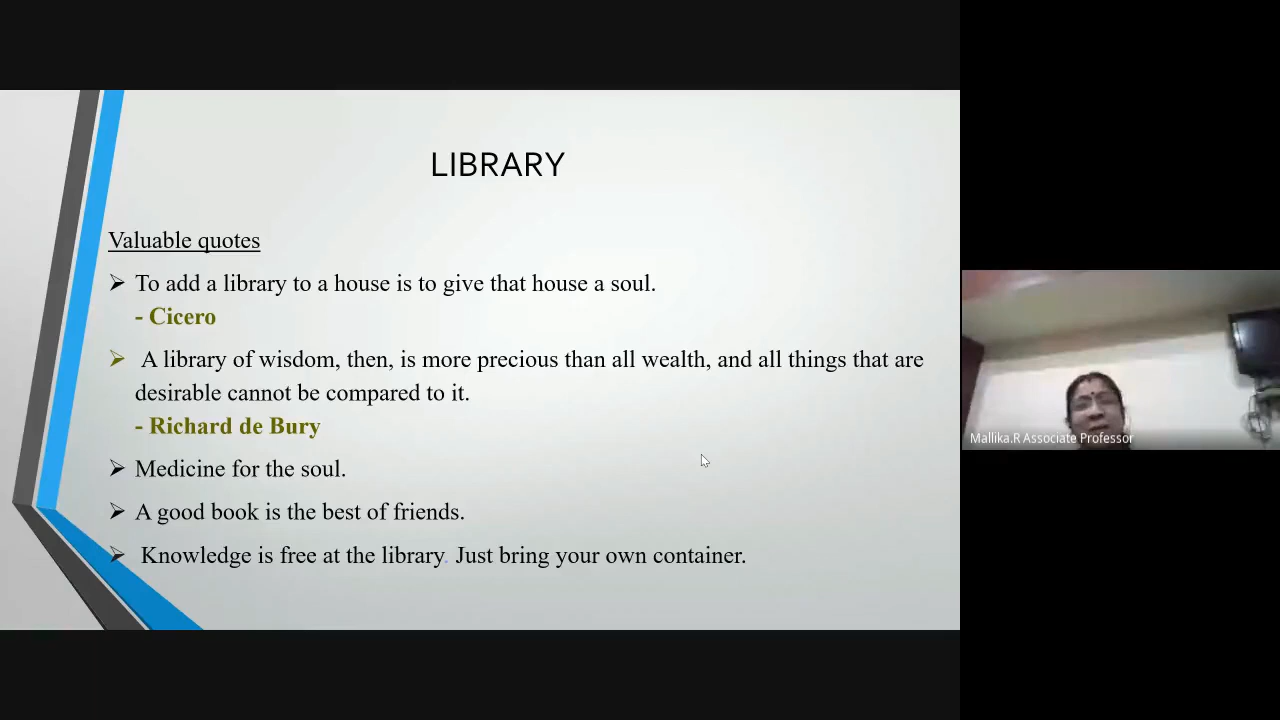 LIBRARY
Valuable quotes
➢ To add a library to a house is to give that house a soul.
- Cicero
➢ A library of wisdom, then, is more precious than all wealth, and all things that are
desirable cannot be compared to it.
- Richard de Bury
➢ Medicine for the soul.
➢ A good book is the best of friends.
➢ Knowledge is free at the library. Just bring your own container.
Mallika.R Associate Professor